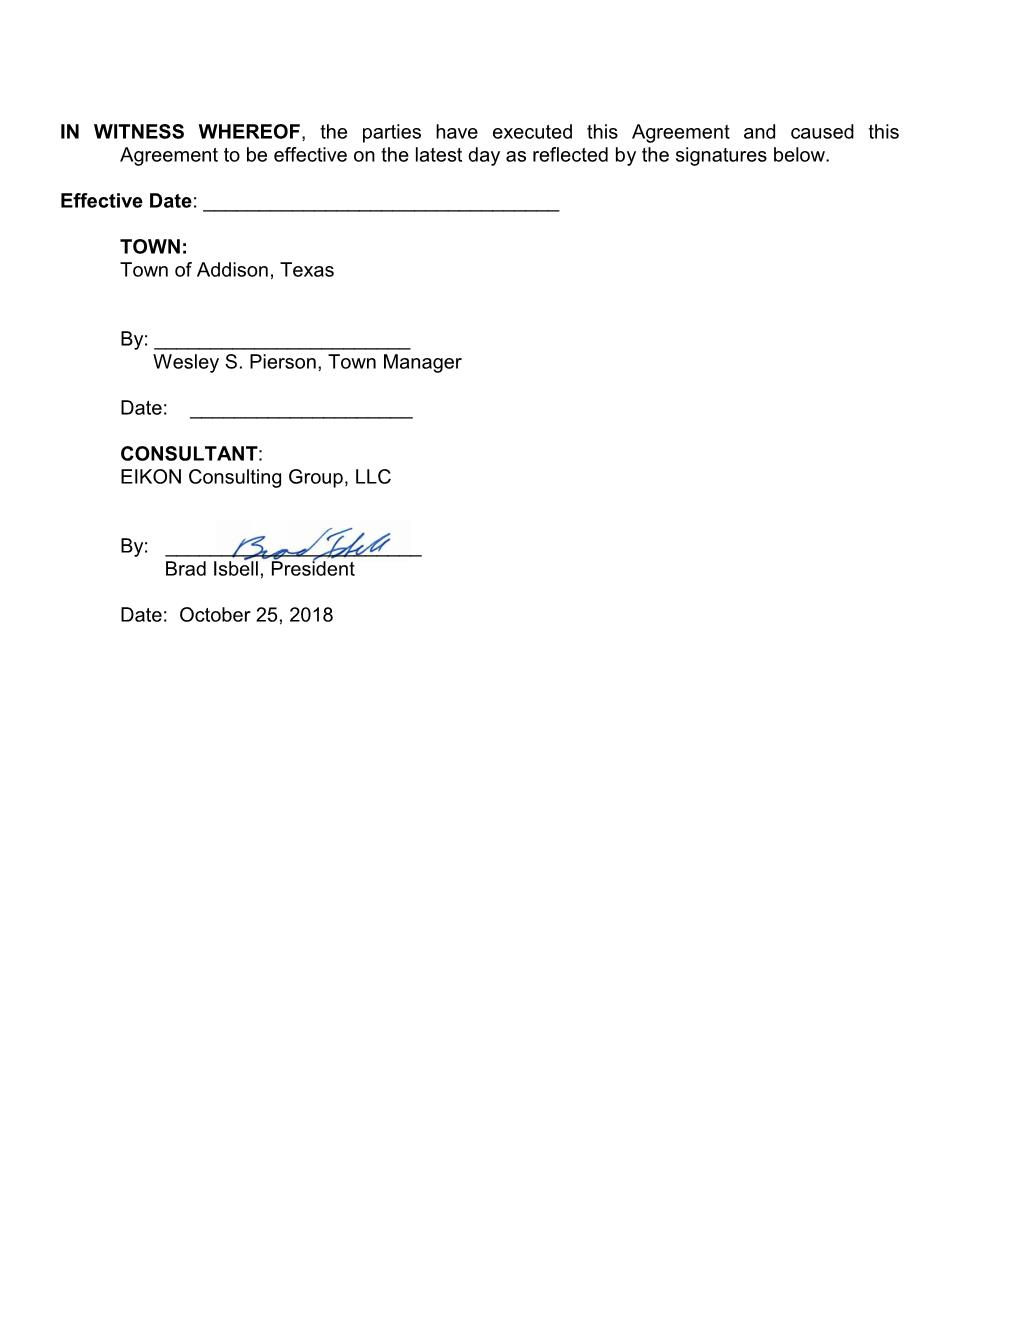 IN WITNESS WHEREOF, the parties have executed this Agreement and caused this
Agreement to be effective on the latest day as reflected by the signatures below.
Effective Date: ________________________________
TOWN:
Town of Addison, Texas
By: _______________________
Wesley S. Pierson, Town Manager
Date: ____________________
CONSULTANT:
EIKON Consulting Group, LLC
By: Brad Isbell
Brad Isbell, President
Date: October 25, 2018